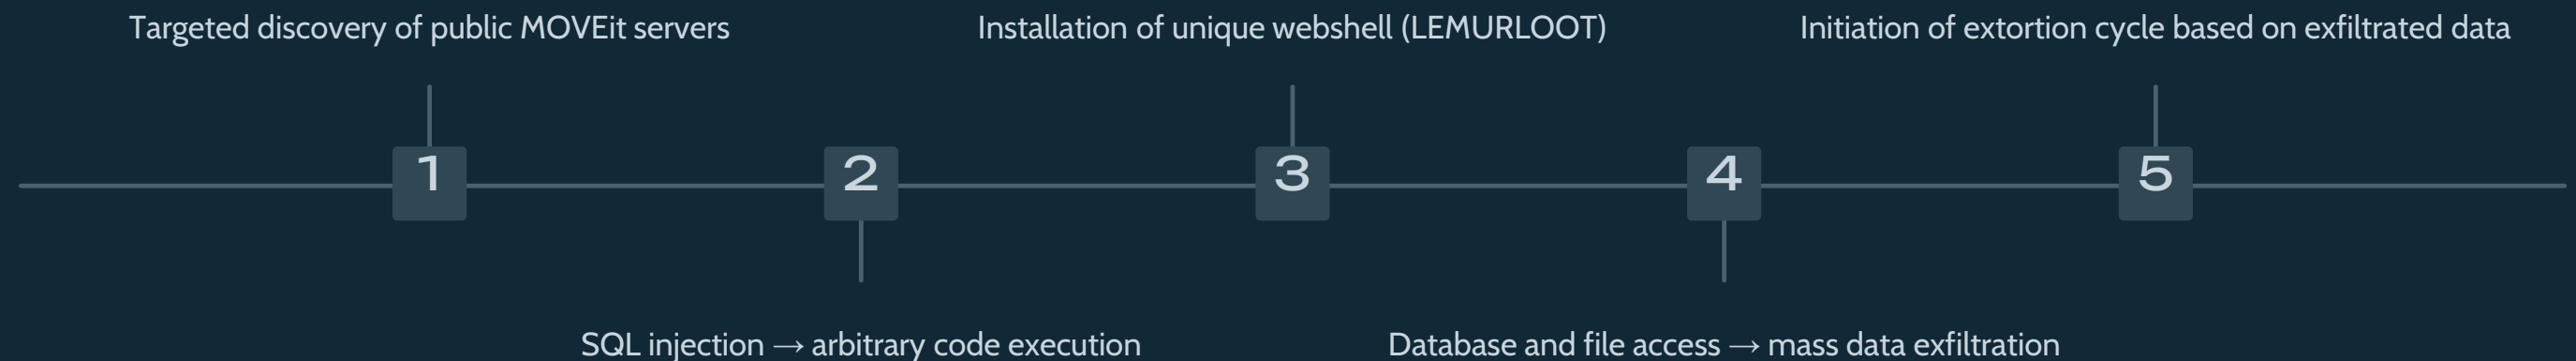 Targeted discovery of public MOVEit servers
1
SQL injection → arbitrary code execution
2
Installation of unique webshell (LEMURLOOT)
3
Database and file access → mass data exfiltration
4
Initiation of extortion cycle based on exfiltrated data
5